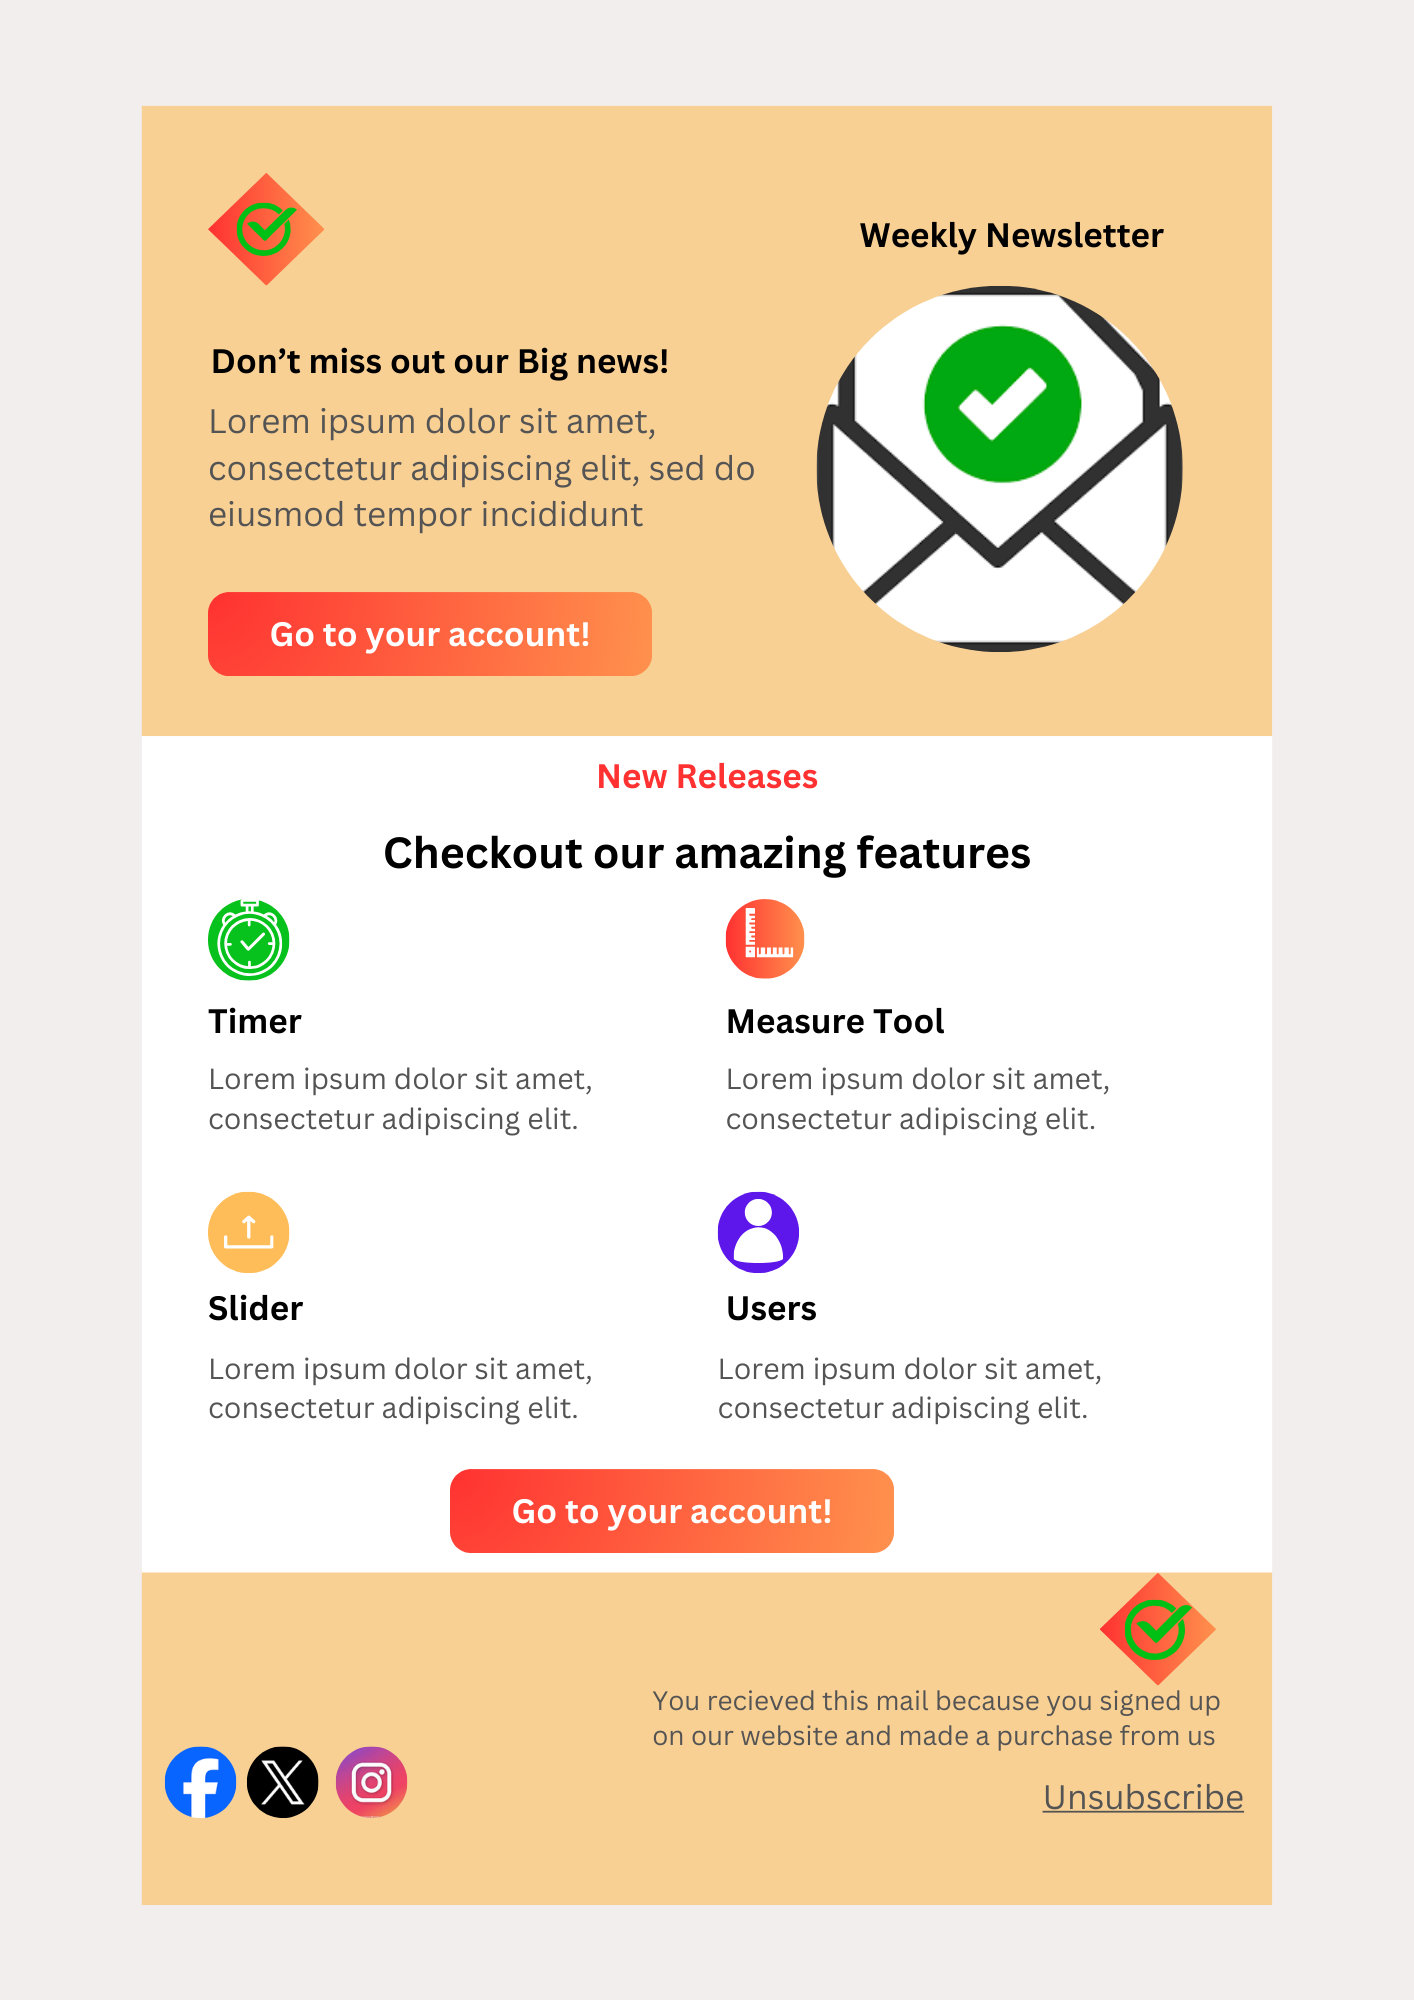 Weekly Newsletter
Don’t miss out our Big news!
Lorem ipsum dolor sit amet,
consectetur adipiscing elit, sed do
eiusmod tempor incididunt
Go to your account!
New Releases
Checkout our amazing features
Timer
Lorem ipsum dolor sit amet,
consectetur adipiscing elit.
Measure Tool
Lorem ipsum dolor sit amet,
consectetur adipiscing elit.
Slider
Lorem ipsum dolor sit amet,
consectetur adipiscing elit.
Users
Lorem ipsum dolor sit amet,
consectetur adipiscing elit.
Go to your account!
You recieved this mail because you signed up
on our website and made a purchase from us
Unsubscribe